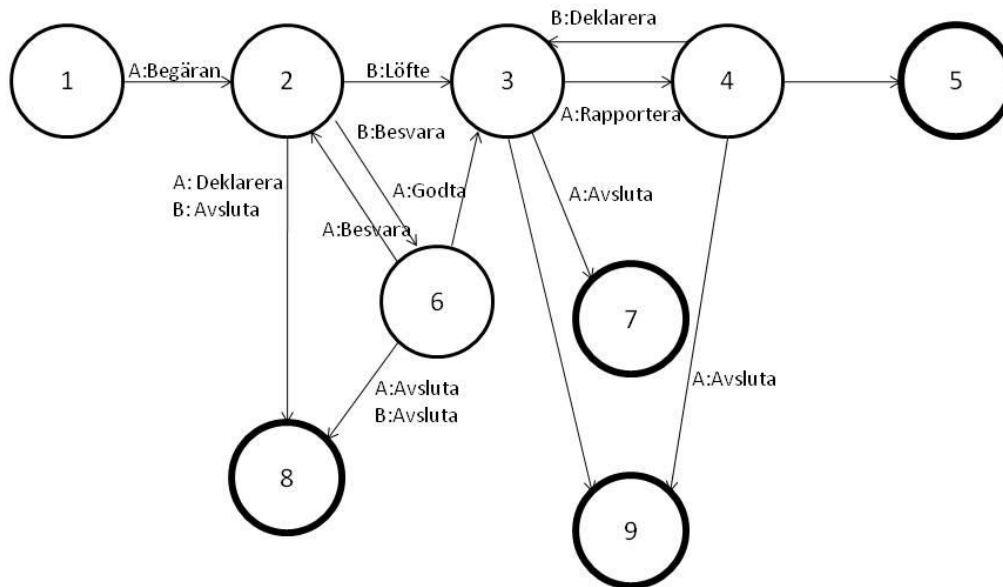 B:Deklarera
1
A:Begäran
2
B:Löfte
3
4
5
A:Rapportera
B:Besvara
A: Deklarera
B: Avsluta
A:Godta
A:Besvara
A:Avsluta
6
7
A:Avsluta
B:Avsluta
A:Avsluta
8
9